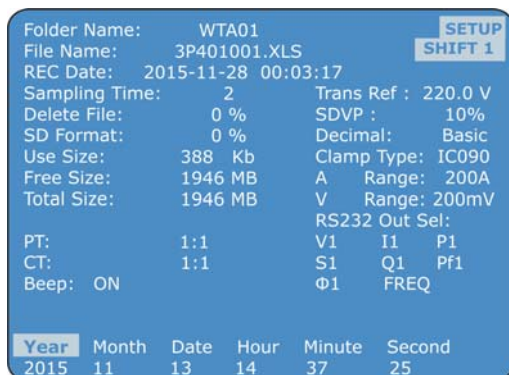 Folder Name: WTA01 SETUP
File Name: 3P401001.XLS SHIFT 1
REC Date: 2015-11-28 00:03:17
Sampling Time: 2 Trans Ref : 220.0 V
Delete File: 0 % SDVP : 10%
SD Format: 0 % Decimal: Basic
Use Size: 388 Kb Clamp Type: IC090
Free Size: 1946 MB A Range: 200A
Total Size: 1946 MB V Range: 200mV
RS232 Out Sel:
PT: 1:1 V1 I1 P1
CT: 1:1 S1 Q1 Pf1
Beep: ON Φ1 FREQ
Year Month Date Hour Minute Second
2015 11 13 14 37 25